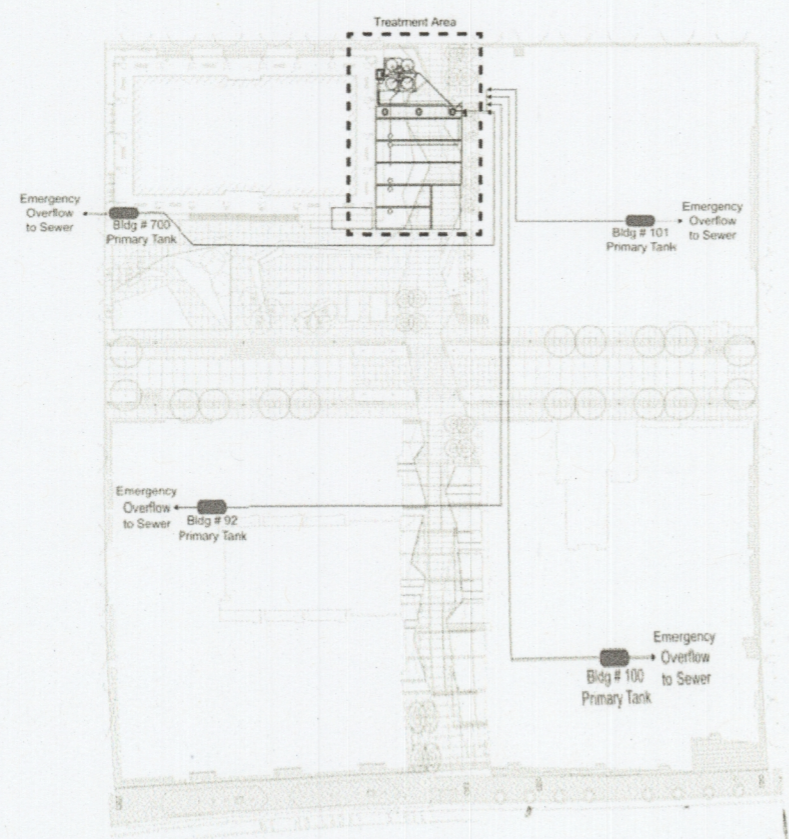 Treatment Area
Emergency
Overflow
to Sewer
Bldg # 700
Primary Tank
Emergency
Overflow
to Sewer
Bldg # 101
Primary Tank
Emergency
Overflow
to Sewer
Bldg # 92
Primary Tank
Emergency
Overflow
to Sewer
Bldg # 100
Primary Tank